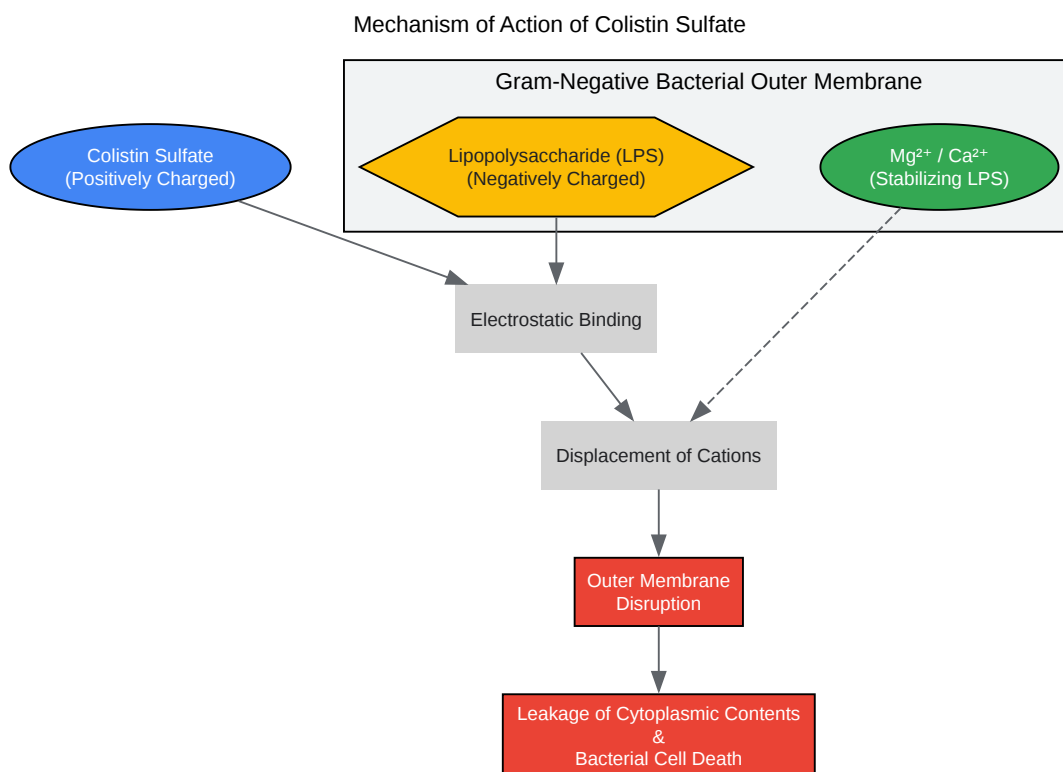 Mechanism of Action of Colistin Sulfate
Gram-Negative Bacterial Outer Membrane
Colistin Sulfate
(Positively Charged)
Lipopolysaccharide (LPS)
(Negatively Charged)
Mg²⁺ / Ca²⁺
(Stabilizing LPS)
Electrostatic Binding
Displacement of Cations
Outer Membrane
Disruption
Leakage of Cytoplasmic Contents
&
Bacterial Cell Death